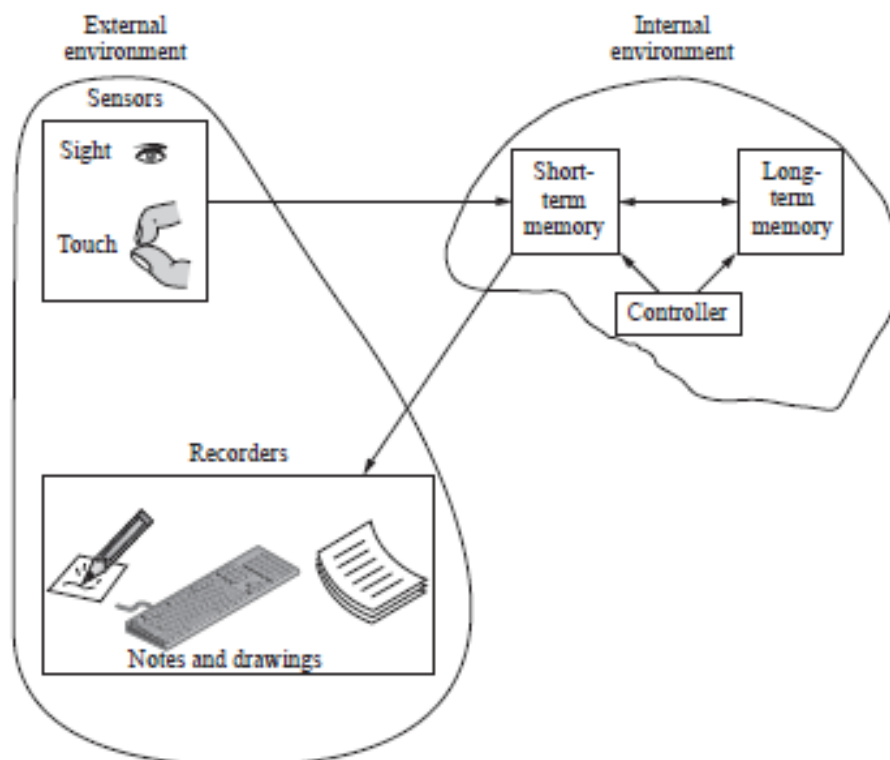 External
environment
Internal
environment
Sensors
Sight
Touch
Short-
term
memory
Long-
term
memory
Controller
Recorders
Notes and drawings